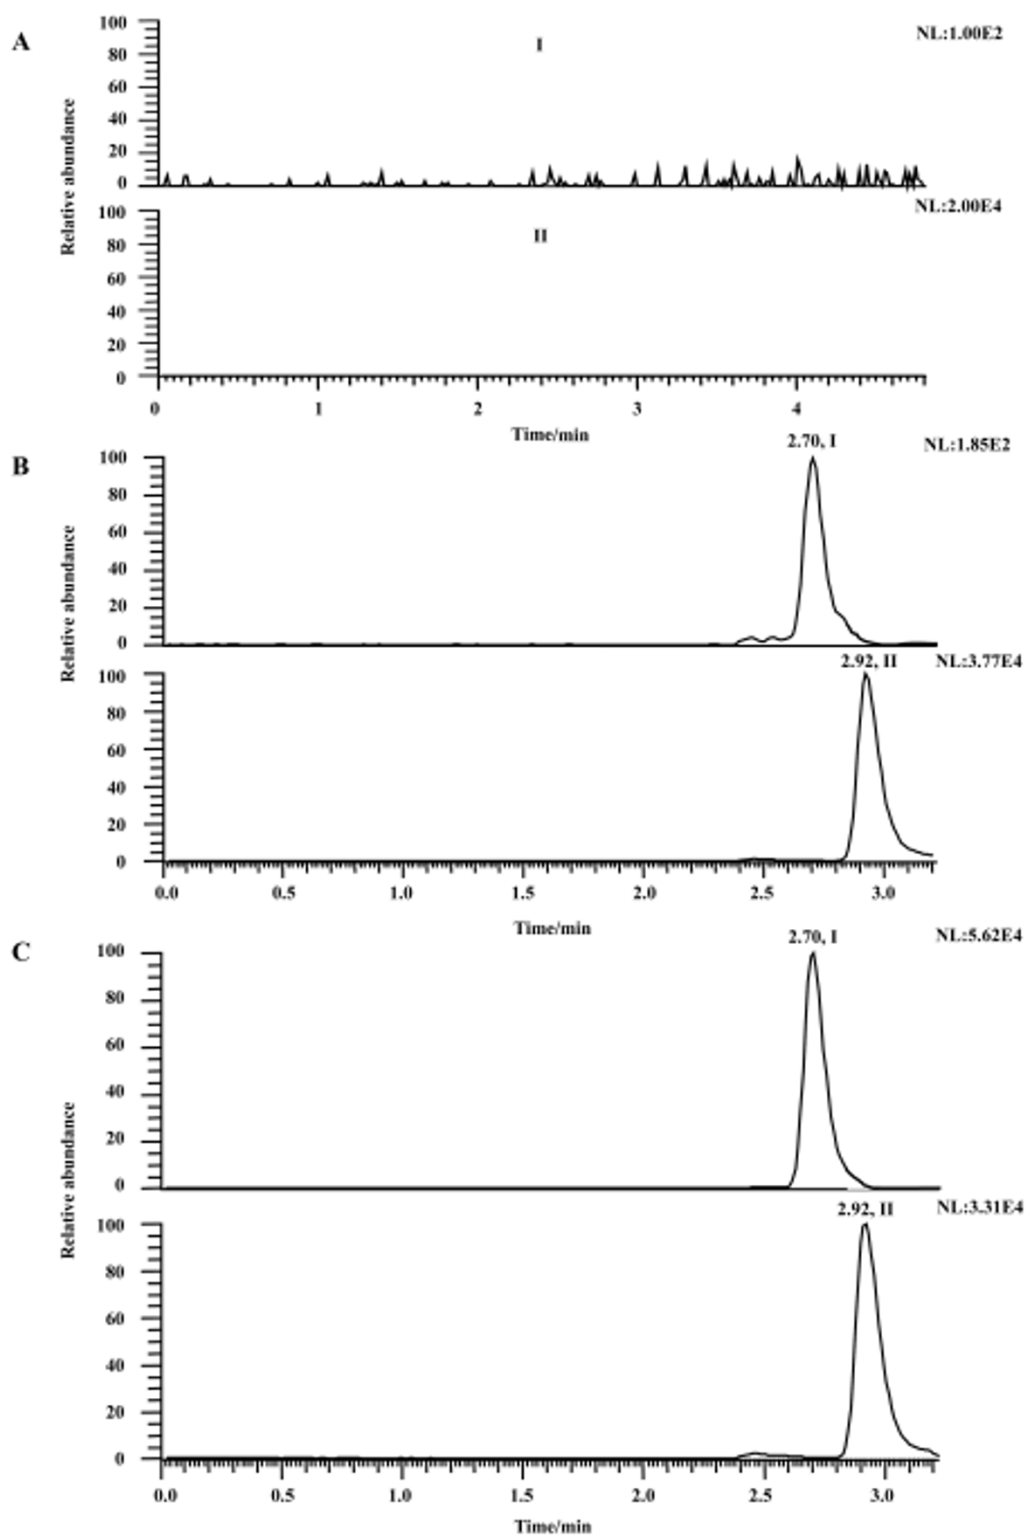 A
Relative abundance
100
80
60
40
20
0
I
NL:1.00E2
100
80
60
40
20
0
II
NL:2.00E4
0 1 2 3 4
Time/min
B
Relative abundance
100
80
60
40
20
0
2.70, I
NL:1.85E2
100
80
60
40
20
0
2.92, II
NL:3.77E4
0.0 0.5 1.0 1.5 2.0 2.5 3.0
Time/min
C
Relative abundance
100
80
60
40
20
0
2.70, I
NL:5.62E4
100
80
60
40
20
0
2.92, II
NL:3.31E4
0.0 0.5 1.0 1.5 2.0 2.5 3.0
Time/min